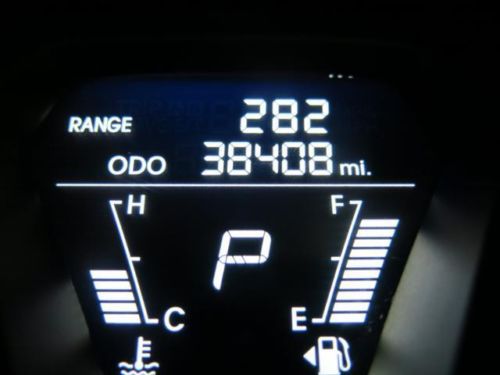 RANGE 282
ODO 38408 mi.
H F
P
C E